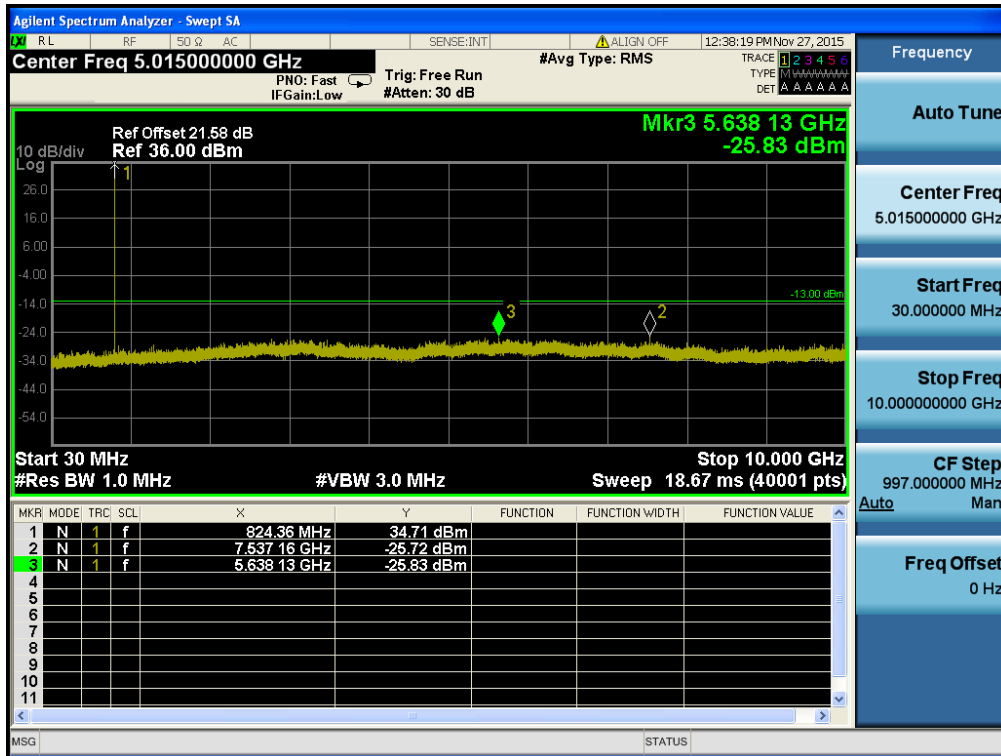 Agilent Spectrum Analyzer - Swept SA
LXI RL RF 50 Ω AC SENSE:INT ALIGN OFF 12:38:19 PM Nov 27, 2015
Center Freq 5.015000000 GHz
PNO: Fast
IFGain:Low
Trig: Free Run
#Atten: 30 dB
#Avg Type: RMS
TRACE 1 2 3 4 5 6
TYPE MWWWWW
DET A A A A A A
Mkr3 5.638 13 GHz
-25.83 dBm
Ref Offset 21.58 dB
10 dB/div Ref 36.00 dBm
Log
1
26.0
16.0
6.00
-4.00
-13.00 dBm
-14.0
3
2
-24.0
-34.0
-44.0
-54.0
Start 30 MHz Stop 10.000 GHz
#Res BW 1.0 MHz #VBW 3.0 MHz Sweep 18.67 ms (40001 pts)
MKR MODE TRC SCL X Y FUNCTION FUNCTION WIDTH FUNCTION VALUE
1 N 1 f 824.36 MHz 34.71 dBm
2 N 1 f 7.537 16 GHz -25.72 dBm
3 N 1 f 5.638 13 GHz -25.83 dBm
4
5
6
7
8
9
10
11
MSG STATUS
Frequency
Auto Tune
Center Freq
5.015000000 GHz
Start Freq
30.000000 MHz
Stop Freq
10.000000000 GHz
CF Step
997.000000 MHz
Auto Man
Freq Offset
0 Hz